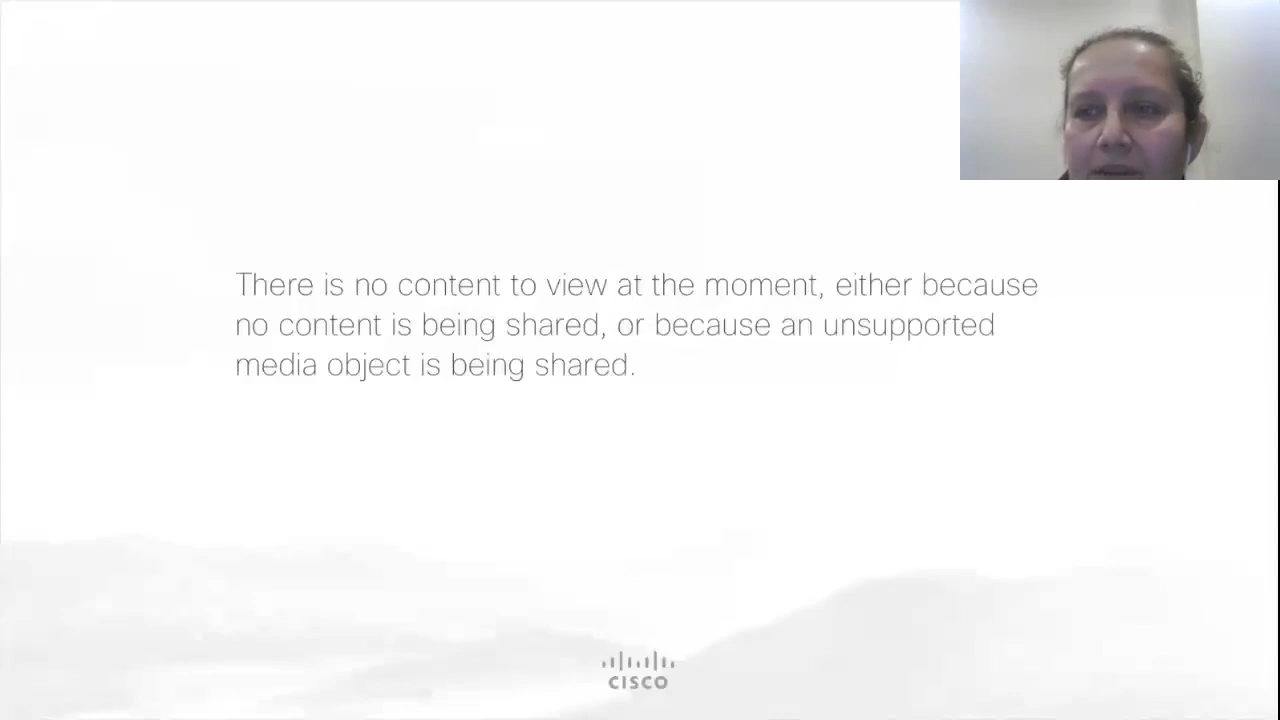 There is no content to view at the moment, either because
no content is being shared, or because an unsupported
media object is being shared.
CISCO